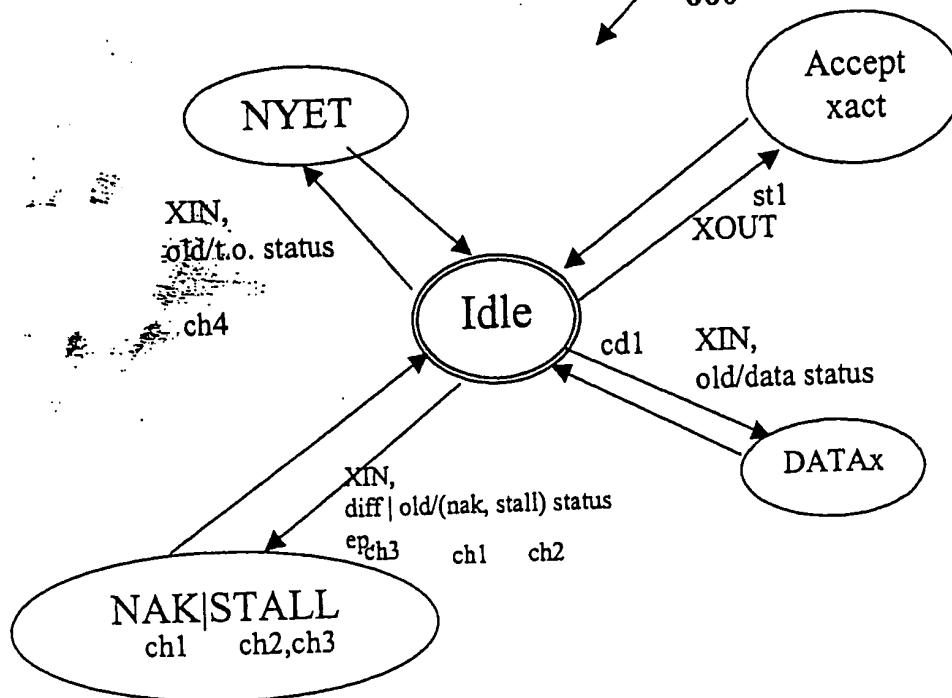 Accept
xact
NYET
st1
XOUT
XIN,
old/t.o. status
ch4
Idle
cd1
XIN,
old/data status
DATAx
XIN,
diff | old/(nak, stall) status
ep
ch3 ch1 ch2
NAK|STALL
ch1 ch2,ch3